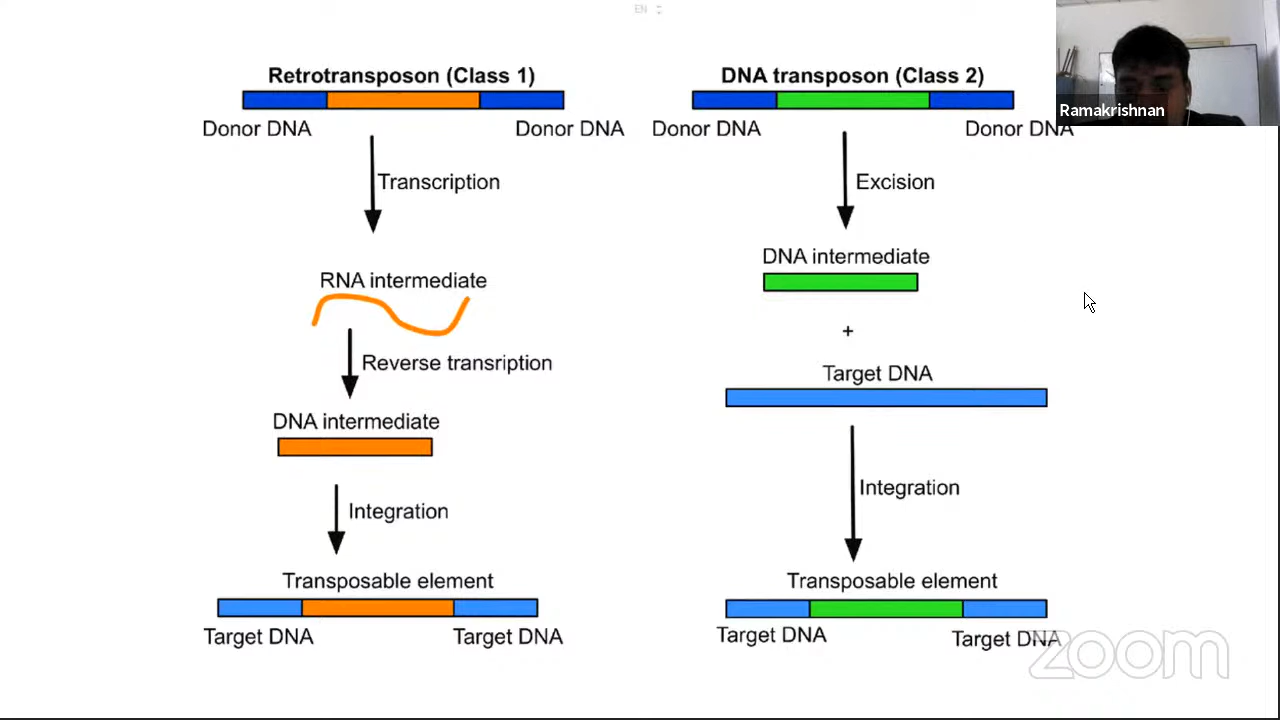 EN
Retrotransposon (Class 1)
Donor DNA Donor DNA
Transcription
RNA intermediate
Reverse transription
DNA intermediate
Integration
Transposable element
Target DNA Target DNA
DNA transposon (Class 2)
Donor DNA Donor DNA
Excision
DNA intermediate
+
Target DNA
Integration
Transposable element
Target DNA Target DNA
Ramakrishnan
zoom